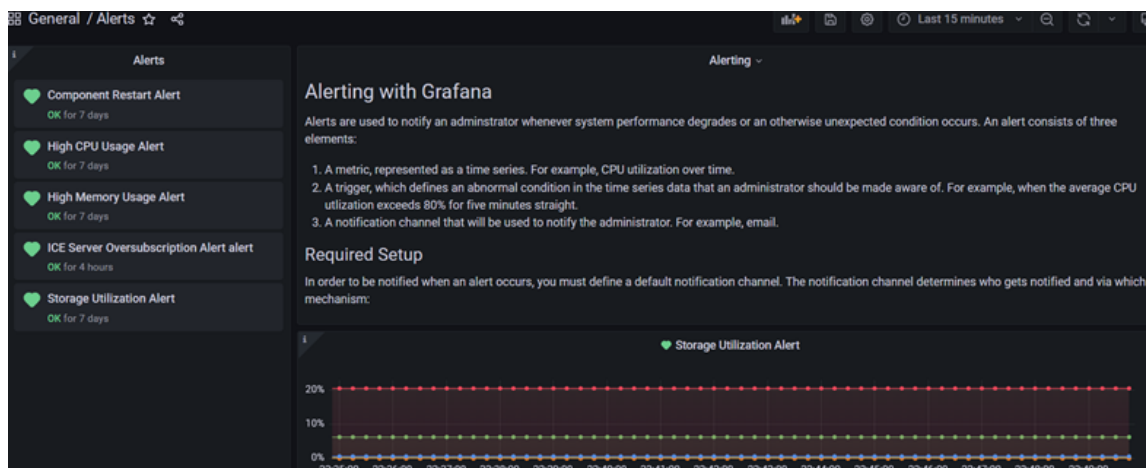 General / Alerts
Last 15 minutes
Alerts
Component Restart Alert
OK for 7 days
High CPU Usage Alert
OK for 7 days
High Memory Usage Alert
OK for 7 days
ICE Server Oversubscription Alert alert
OK for 4 hours
Storage Utilization Alert
OK for 7 days
Alerting
Alerting with Grafana
Alerts are used to notify an adminstrator whenever system performance degrades or an otherwise unexpected condition occurs. An alert consists of three
elements:
1. A metric, represented as a time series. For example, CPU utilization over time.
2. A trigger, which defines an abnormal condition in the time series data that an administrator should be made aware of. For example, when the average CPU
utlization exceeds 80% for five minutes straight.
3. A notification channel that will be used to notify the administrator. For example, email.
Required Setup
In order to be notified when an alert occurs, you must define a default notification channel. The notification channel determines who gets notified and via which
mechanism:
Storage Utilization Alert
20%
10%
0%